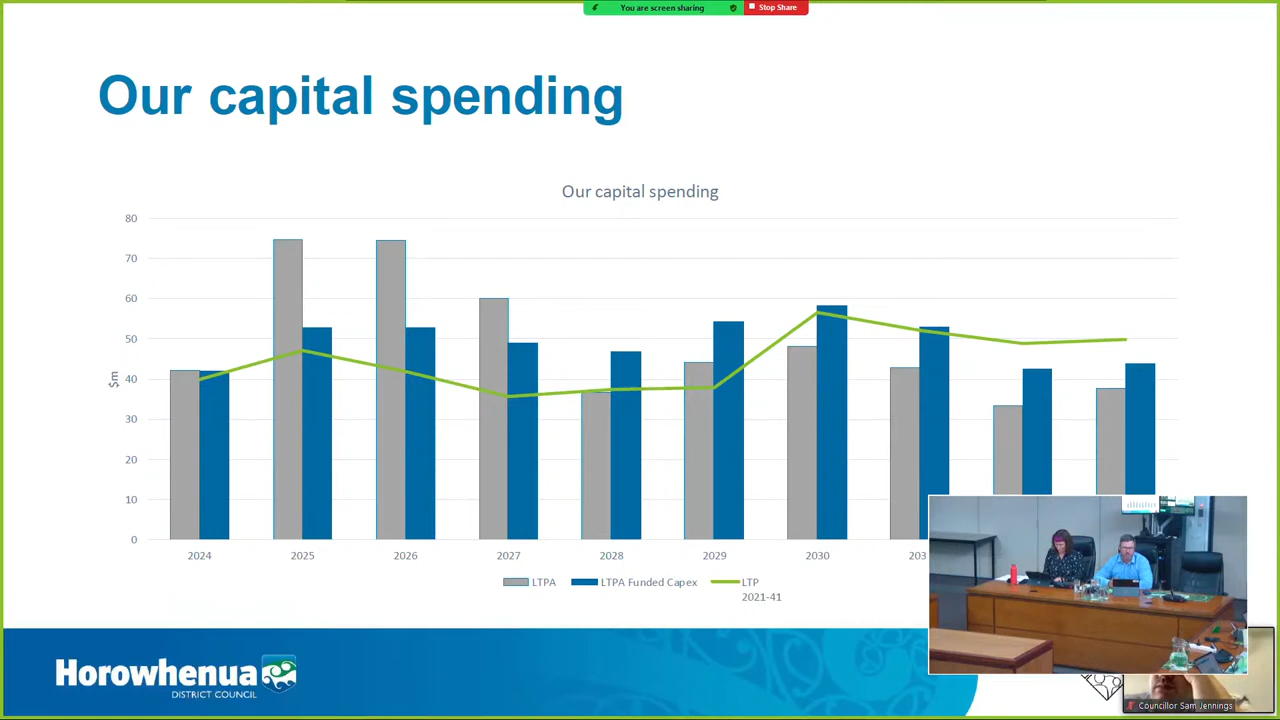 You are screen sharing
Stop Share
Our capital spending
Our capital spending
80
70
60
50
40
30
20
10
0
$m
2024
2025
2026
2027
2028
2029
2030
203
LTPA
LTPA Funded Capex
LTP
2021-41
Horowhenua
DISTRICT COUNCIL
Councillor Sam Jennings